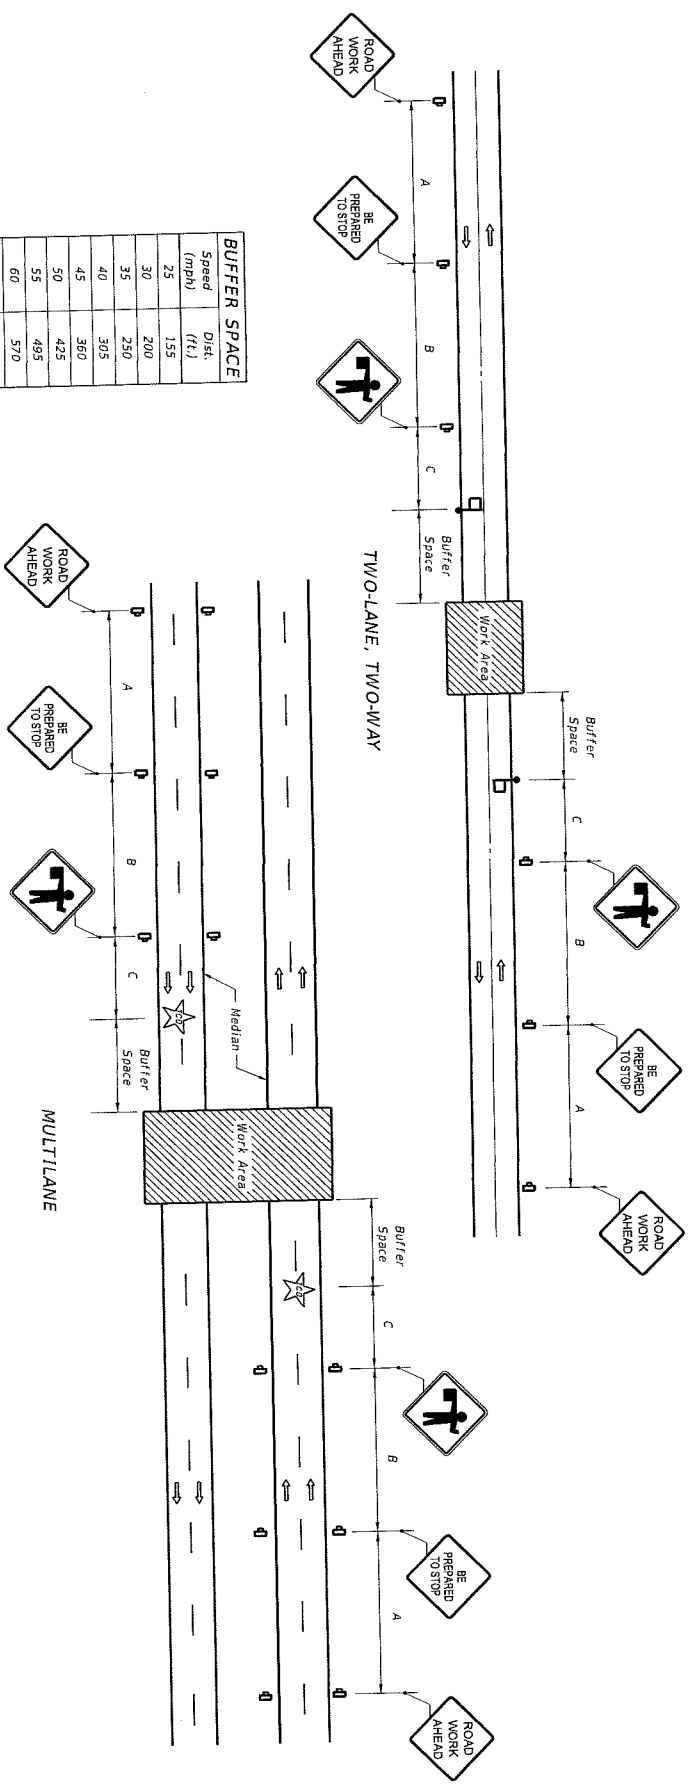 ROAD
WORK
AHEAD
A
BE
PREPARED
TO STOP
B
C
Buffer
Space
Work Area
Buffer
Space
C
B
BE
PREPARED
TO STOP
A
ROAD
WORK
AHEAD
TWO-LANE, TWO-WAY
ROAD
WORK
AHEAD
A
BE
PREPARED
TO STOP
B
C
Median
TCO
Buffer
Space
Work Area
Buffer
Space
TCO
C
B
BE
PREPARED
TO STOP
A
ROAD
WORK
AHEAD
MULTILANE
BUFFER SPACE
Speed Dist.
(mph) (ft.)
25 155
30 200
35 250
40 305
45 360
50 425
55 495
60 570